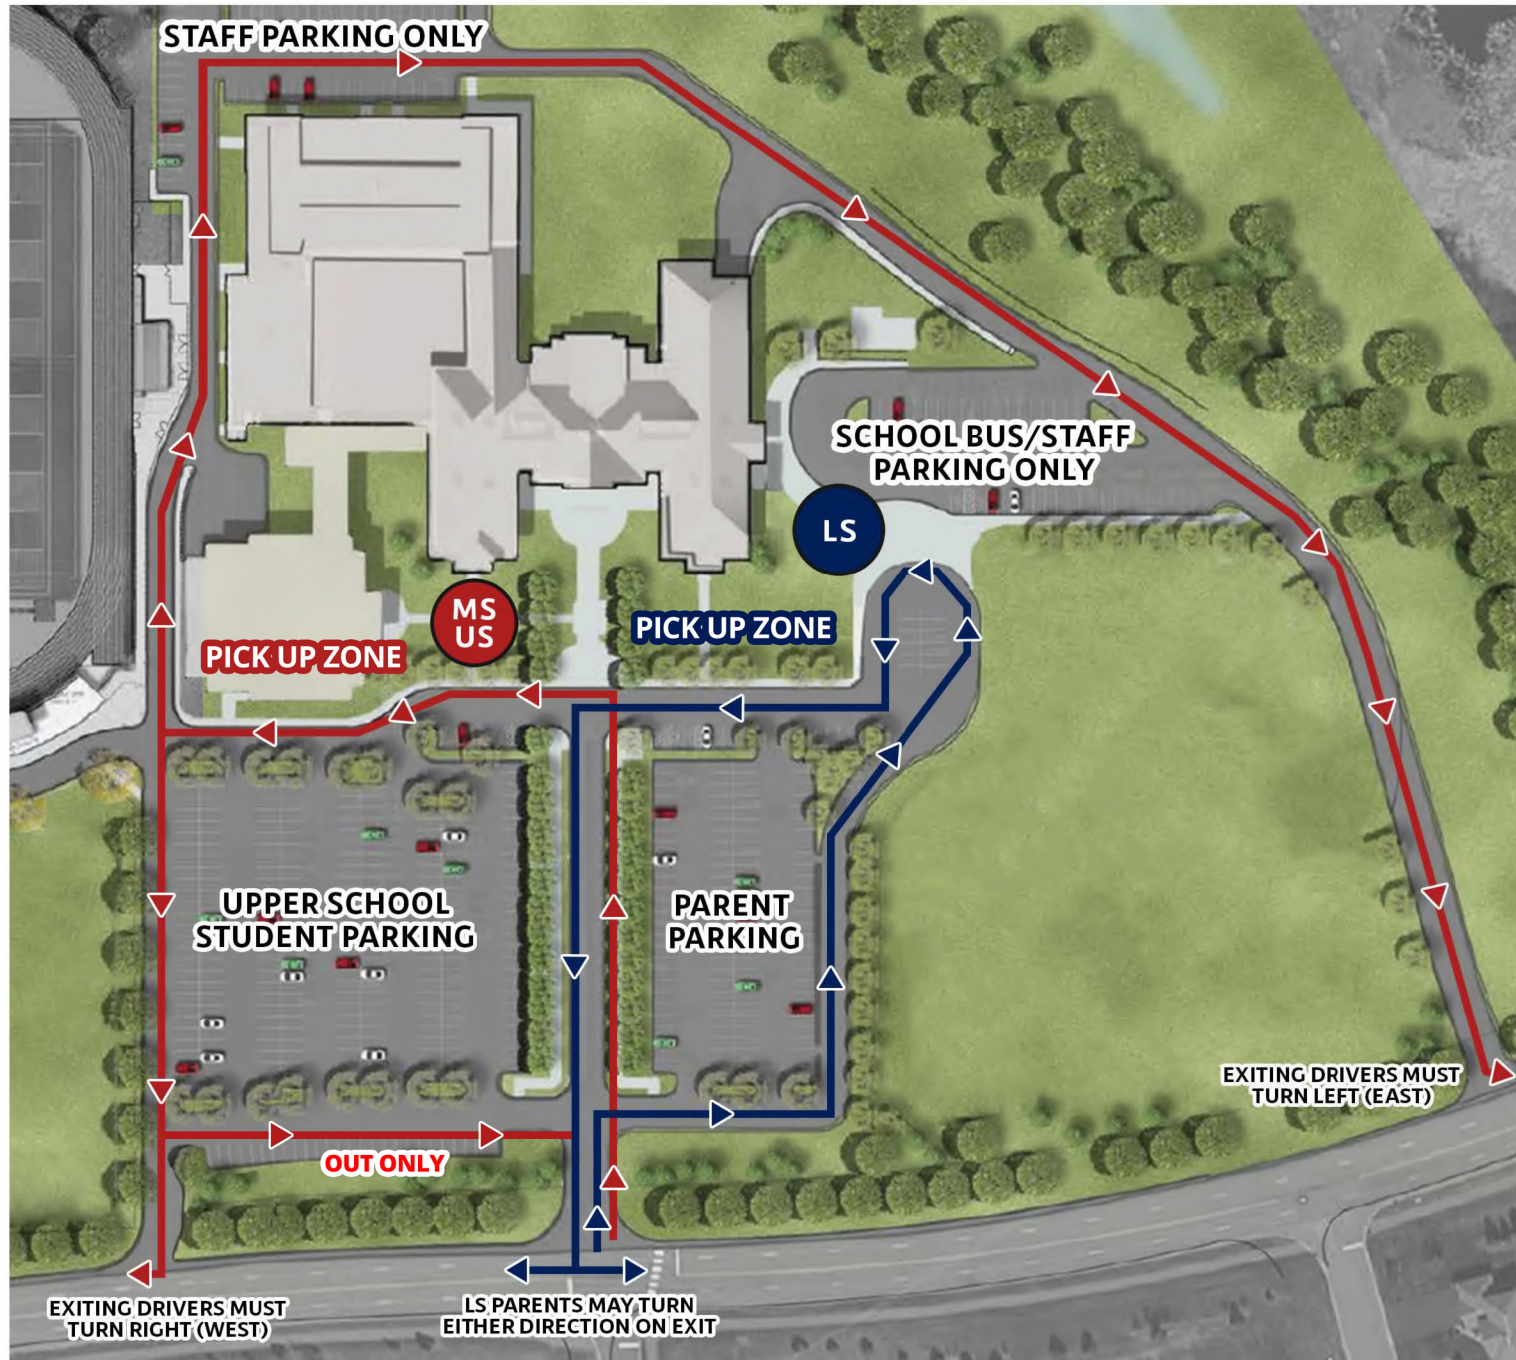 STAFF PARKING ONLY
SCHOOL BUS/STAFF
PARKING ONLY
LS
MS
US
PICK UP ZONE
PICK UP ZONE
UPPER SCHOOL
STUDENT PARKING
PARENT
PARKING
EXITING DRIVERS MUST
TURN LEFT (EAST)
OUT ONLY
EXITING DRIVERS MUST
TURN RIGHT (WEST)
LS PARENTS MAY TURN
EITHER DIRECTION ON EXIT